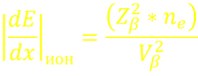 |dE/dx|ион = (Z_β^2 * n_e) / V_β^2